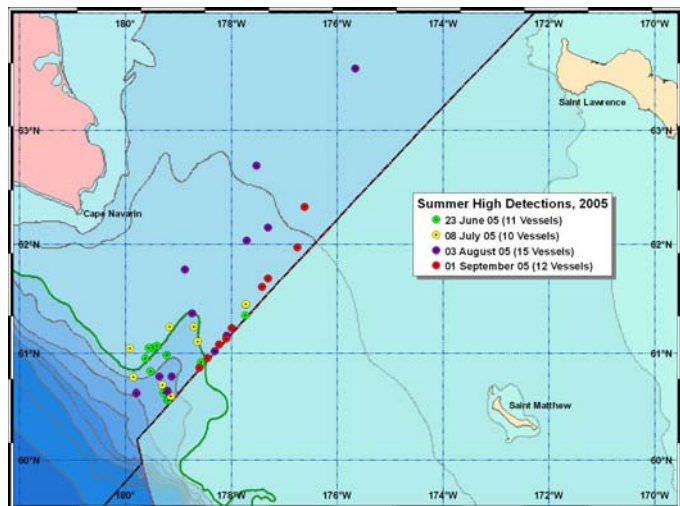 180°
178°W
176°W
174°W
172°W
170°W
Saint Lawrence
63°N
63°N
Cape Navarin
Summer High Detections, 2005
23 June 05 (11 Vessels)
08 July 05 (10 Vessels)
03 August 05 (15 Vessels)
01 September 05 (12 Vessels)
62°N
62°N
61°N
61°N
Saint Matthew
60°N
60°N
180°
178°W
176°W
174°W
172°W
170°W